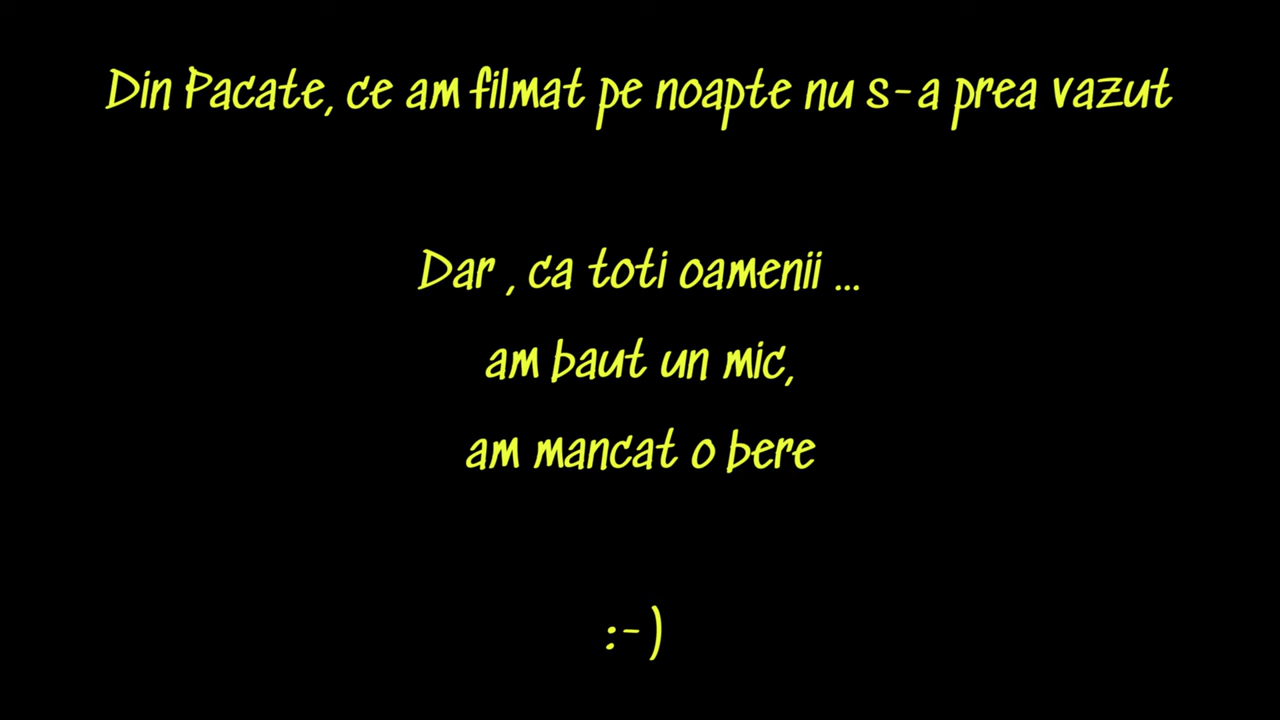 Din Pacate, ce am filmat pe noapte nu s-a prea vazut
Dar , ca toti oamenii ...
am baut un mic,
am mancat o bere
:-)